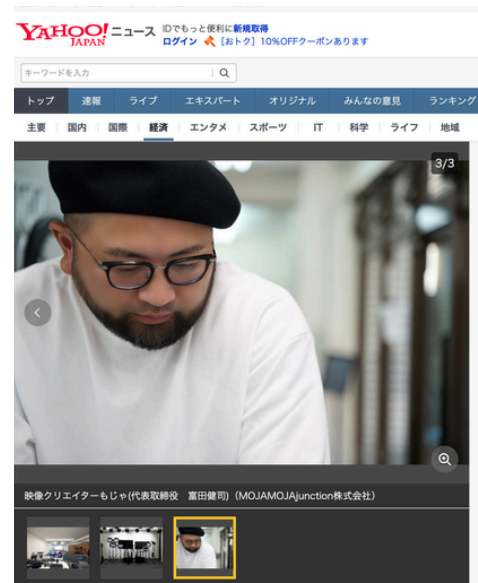 YAHOO! JAPAN ニュース
IDでもっと便利に新規取得
ログイン 【おトク】10%OFFクーポンあります
キーワードを入力
トップ 速報 ライブ エキスパート オリジナル みんなの意見 ランキング
主要 国内 国際 経済 エンタメ スポーツ IT 科学 ライフ 地域
3/3
映像クリエイターもじゃ(代表取締役 富田健司)（MOJAMOJAjunction株式会社）